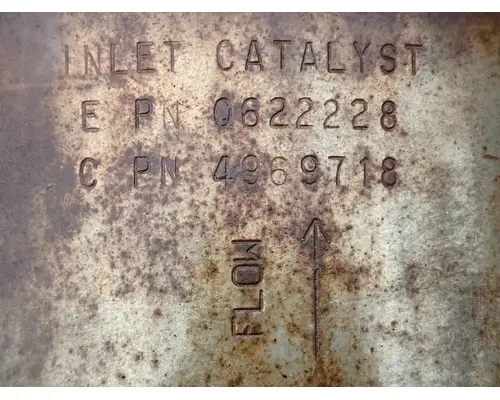 INLET CATALYST
E PN 0622228
C PN 4969718
FLOW